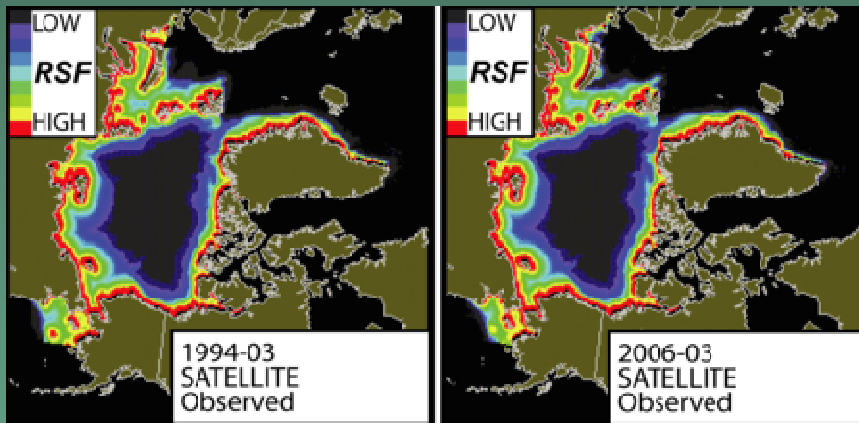 LOW
RSF
HIGH
1994-03
SATELLITE
Observed
LOW
RSF
HIGH
2006-03
SATELLITE
Observed